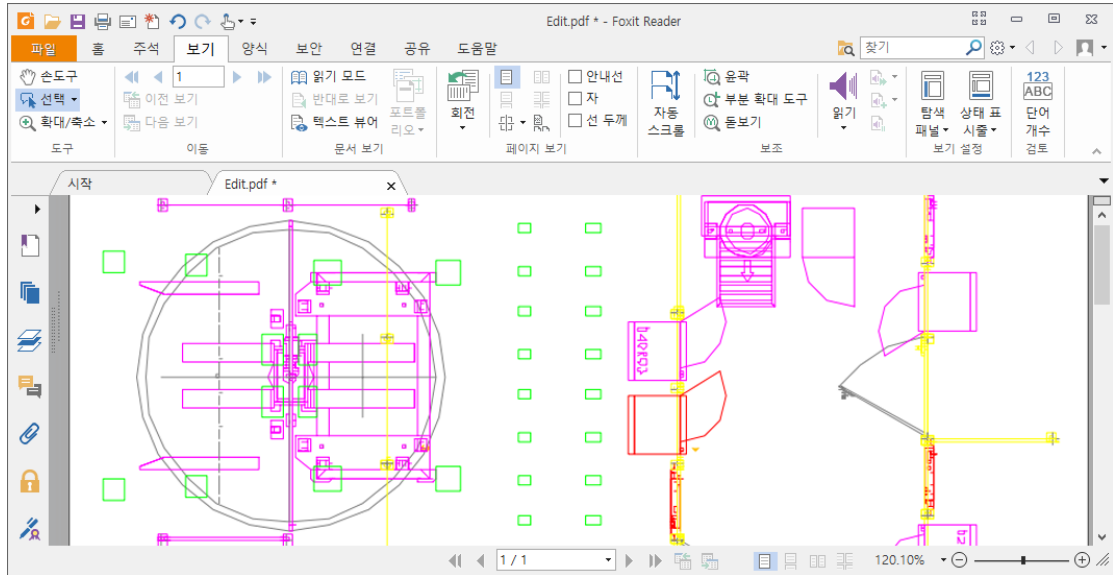 Edit.pdf * - Foxit Reader
파일 홈 주석 보기 양식 보안 연결 공유 도움말 찾기
손도구
선택
확대/축소
도구
1
이전 보기
다음 보기
이동
읽기 모드
반대로 보기
텍스트 뷰어
포트폴
리오
문서 보기
회전
안내선
자
선 두께
페이지 보기
자동
스크롤
윤곽
부분 확대 도구
돋보기
보조
읽기
탐색
패널
상태 표
시줄
보기 설정
123
ABC
단어
개수
검토
시작 Edit.pdf *
1 / 1
120.10%